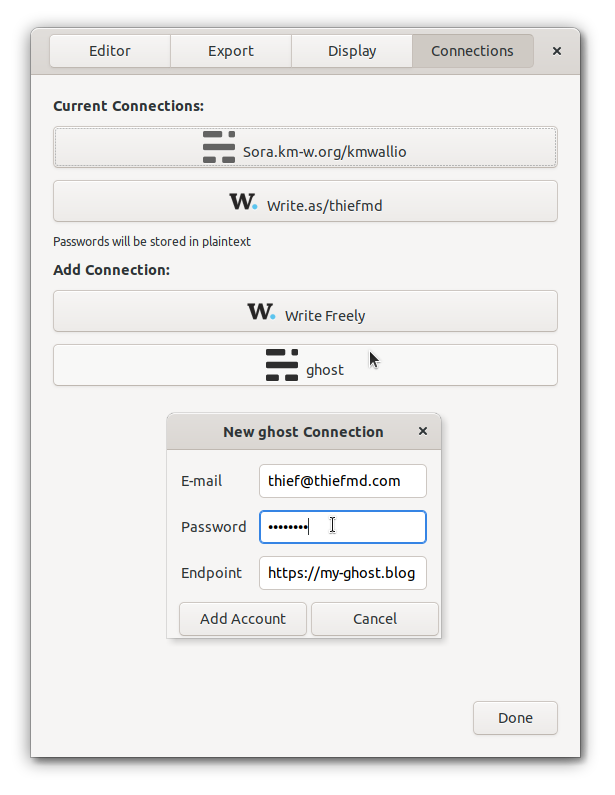 Editor Export Display Connections ×
Current Connections:
Sora.km-w.org/kmwallio
W. Write.as/thiefmd
Passwords will be stored in plaintext
Add Connection:
W. Write Freely
ghost
New ghost Connection ×
E-mail thief@thiefmd.com
Password ••••••••
Endpoint https://my-ghost.blog
Add Account Cancel
Done